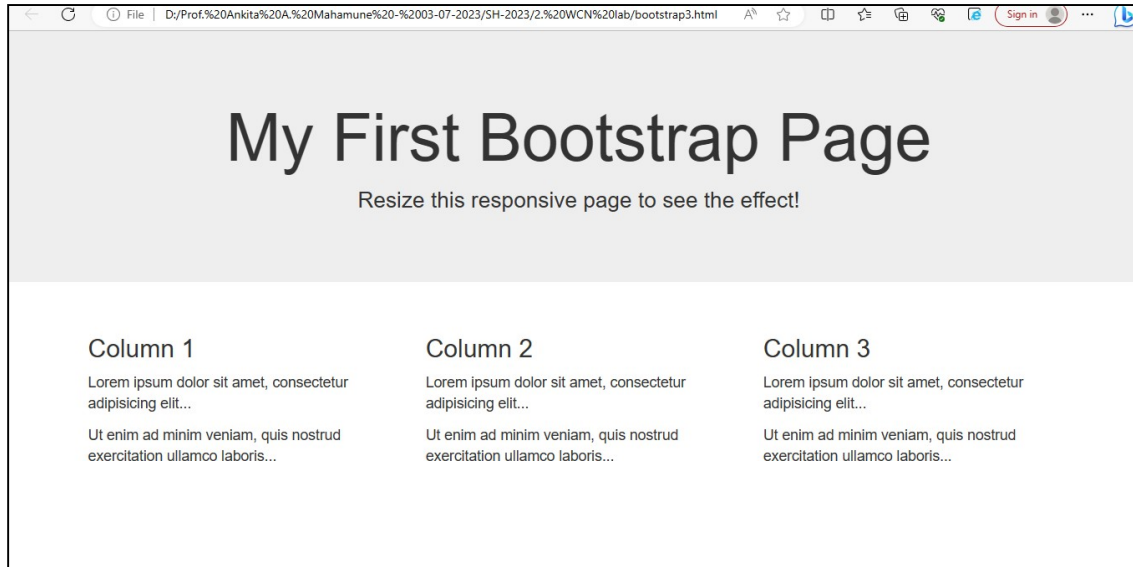 File
D:/Prof.%20Ankita%20A.%20Mahamune%20-%2003-07-2023/SH-2023/2.%20WCN%20lab/bootstrap3.html
Sign in
My First Bootstrap Page
Resize this responsive page to see the effect!
Column 1
Lorem ipsum dolor sit amet, consectetur
adipisicing elit...
Ut enim ad minim veniam, quis nostrud
exercitation ullamco laboris...
Column 2
Lorem ipsum dolor sit amet, consectetur
adipisicing elit...
Ut enim ad minim veniam, quis nostrud
exercitation ullamco laboris...
Column 3
Lorem ipsum dolor sit amet, consectetur
adipisicing elit...
Ut enim ad minim veniam, quis nostrud
exercitation ullamco laboris...